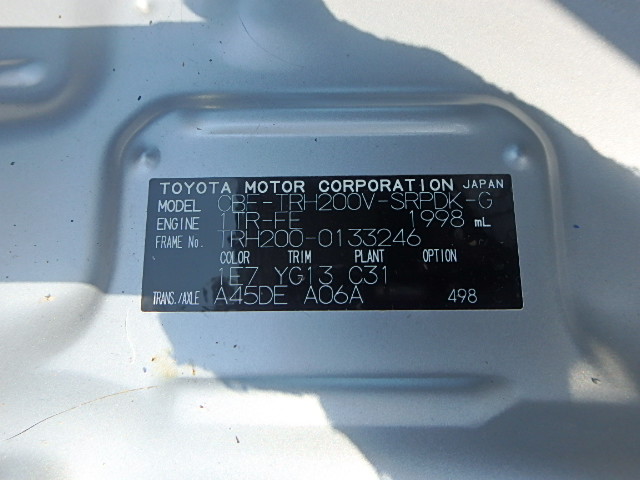 TOYOTA MOTOR CORPORATION JAPAN
MODEL CBF-TRH200V-SRPDK-G
ENGINE 1TR-FE 1998 mL
FRAME No. TRH200-0133246
COLOR TRIM PLANT OPTION
1E7 YG13 C31
TRANS./AXLE A45DE A06A 498